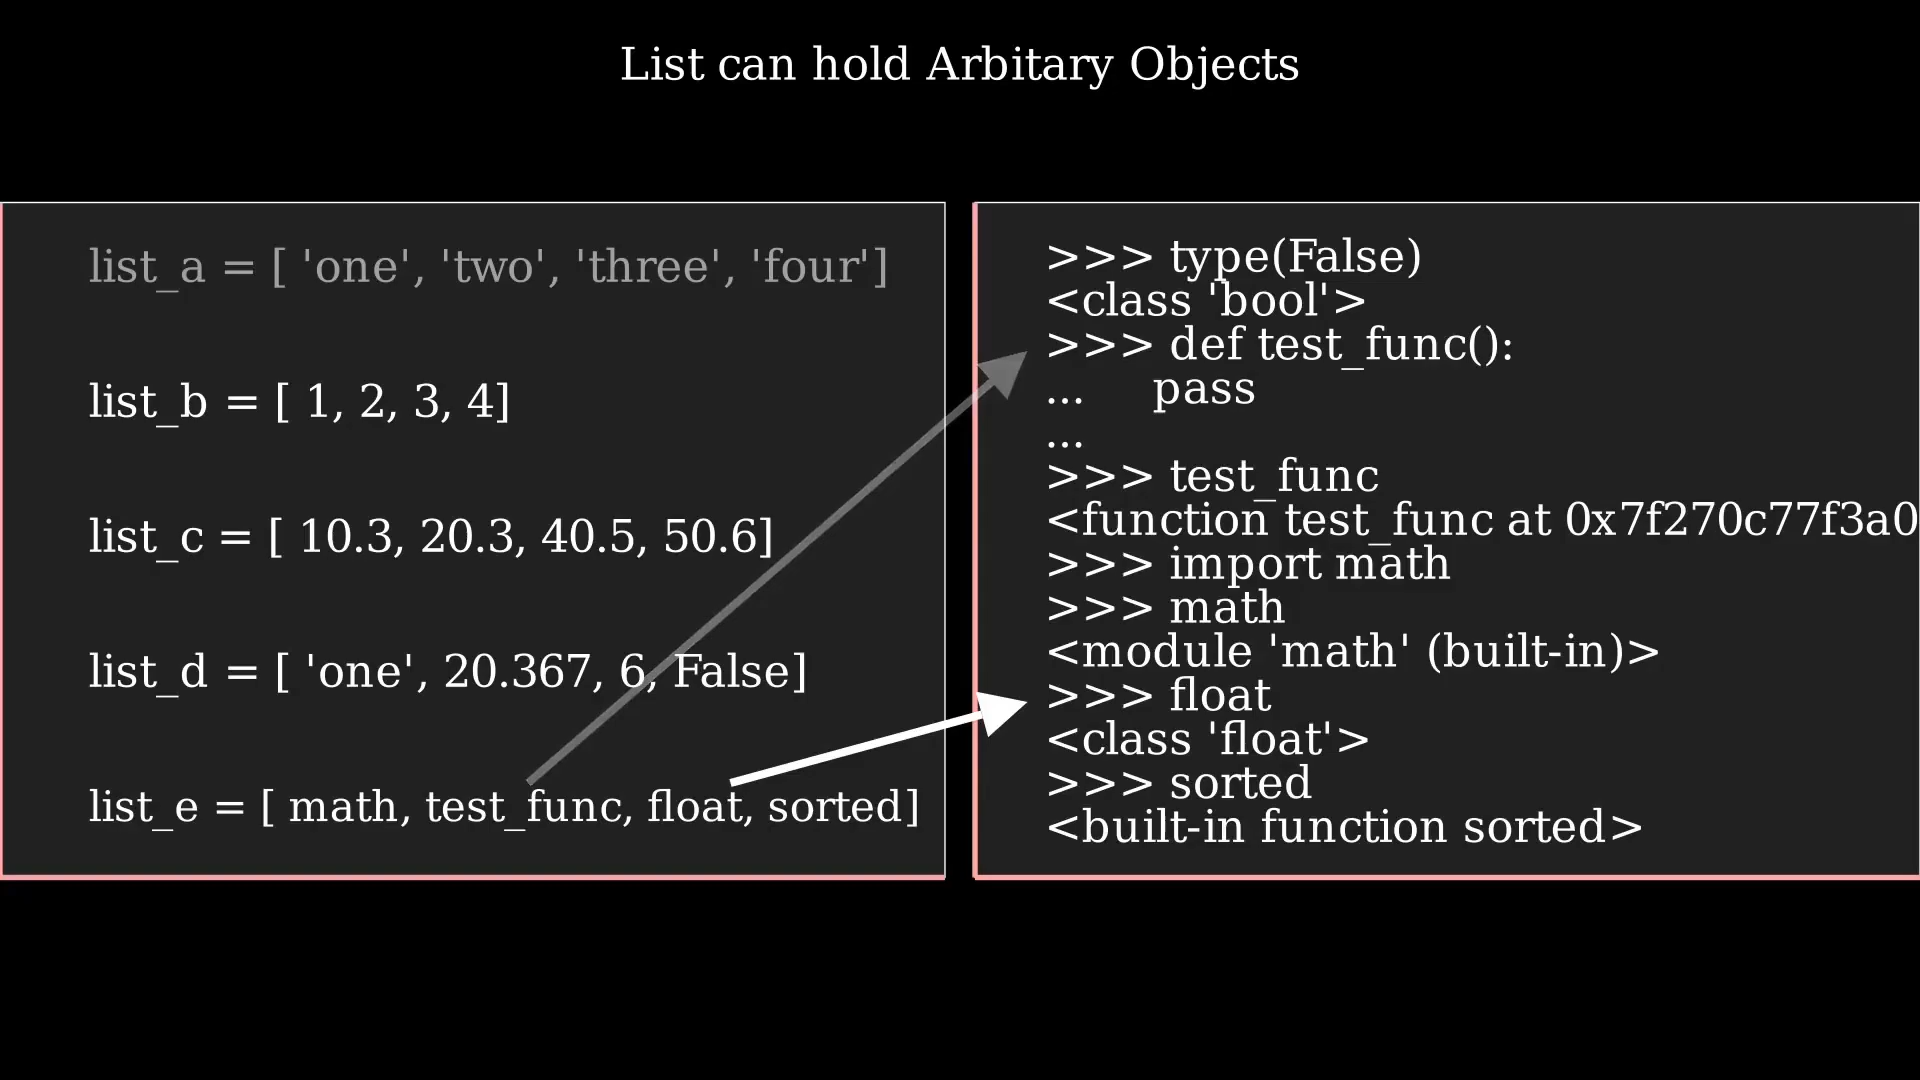 List can hold Arbitary Objects
list_a = [ 'one', 'two', 'three', 'four']
list_b = [ 1, 2, 3, 4]
list_c = [ 10.3, 20.3, 40.5, 50.6]
list_d = [ 'one', 20.367, 6, False]
list_e = [ math, test_func, float, sorted]
>>> type(False)
<class 'bool'>
>>> def test_func():
...     pass
...
>>> test_func
<function test_func at 0x7f270c77f3a0
>>> import math
>>> math
<module 'math' (built-in)>
>>> float
<class 'float'>
>>> sorted
<built-in function sorted>